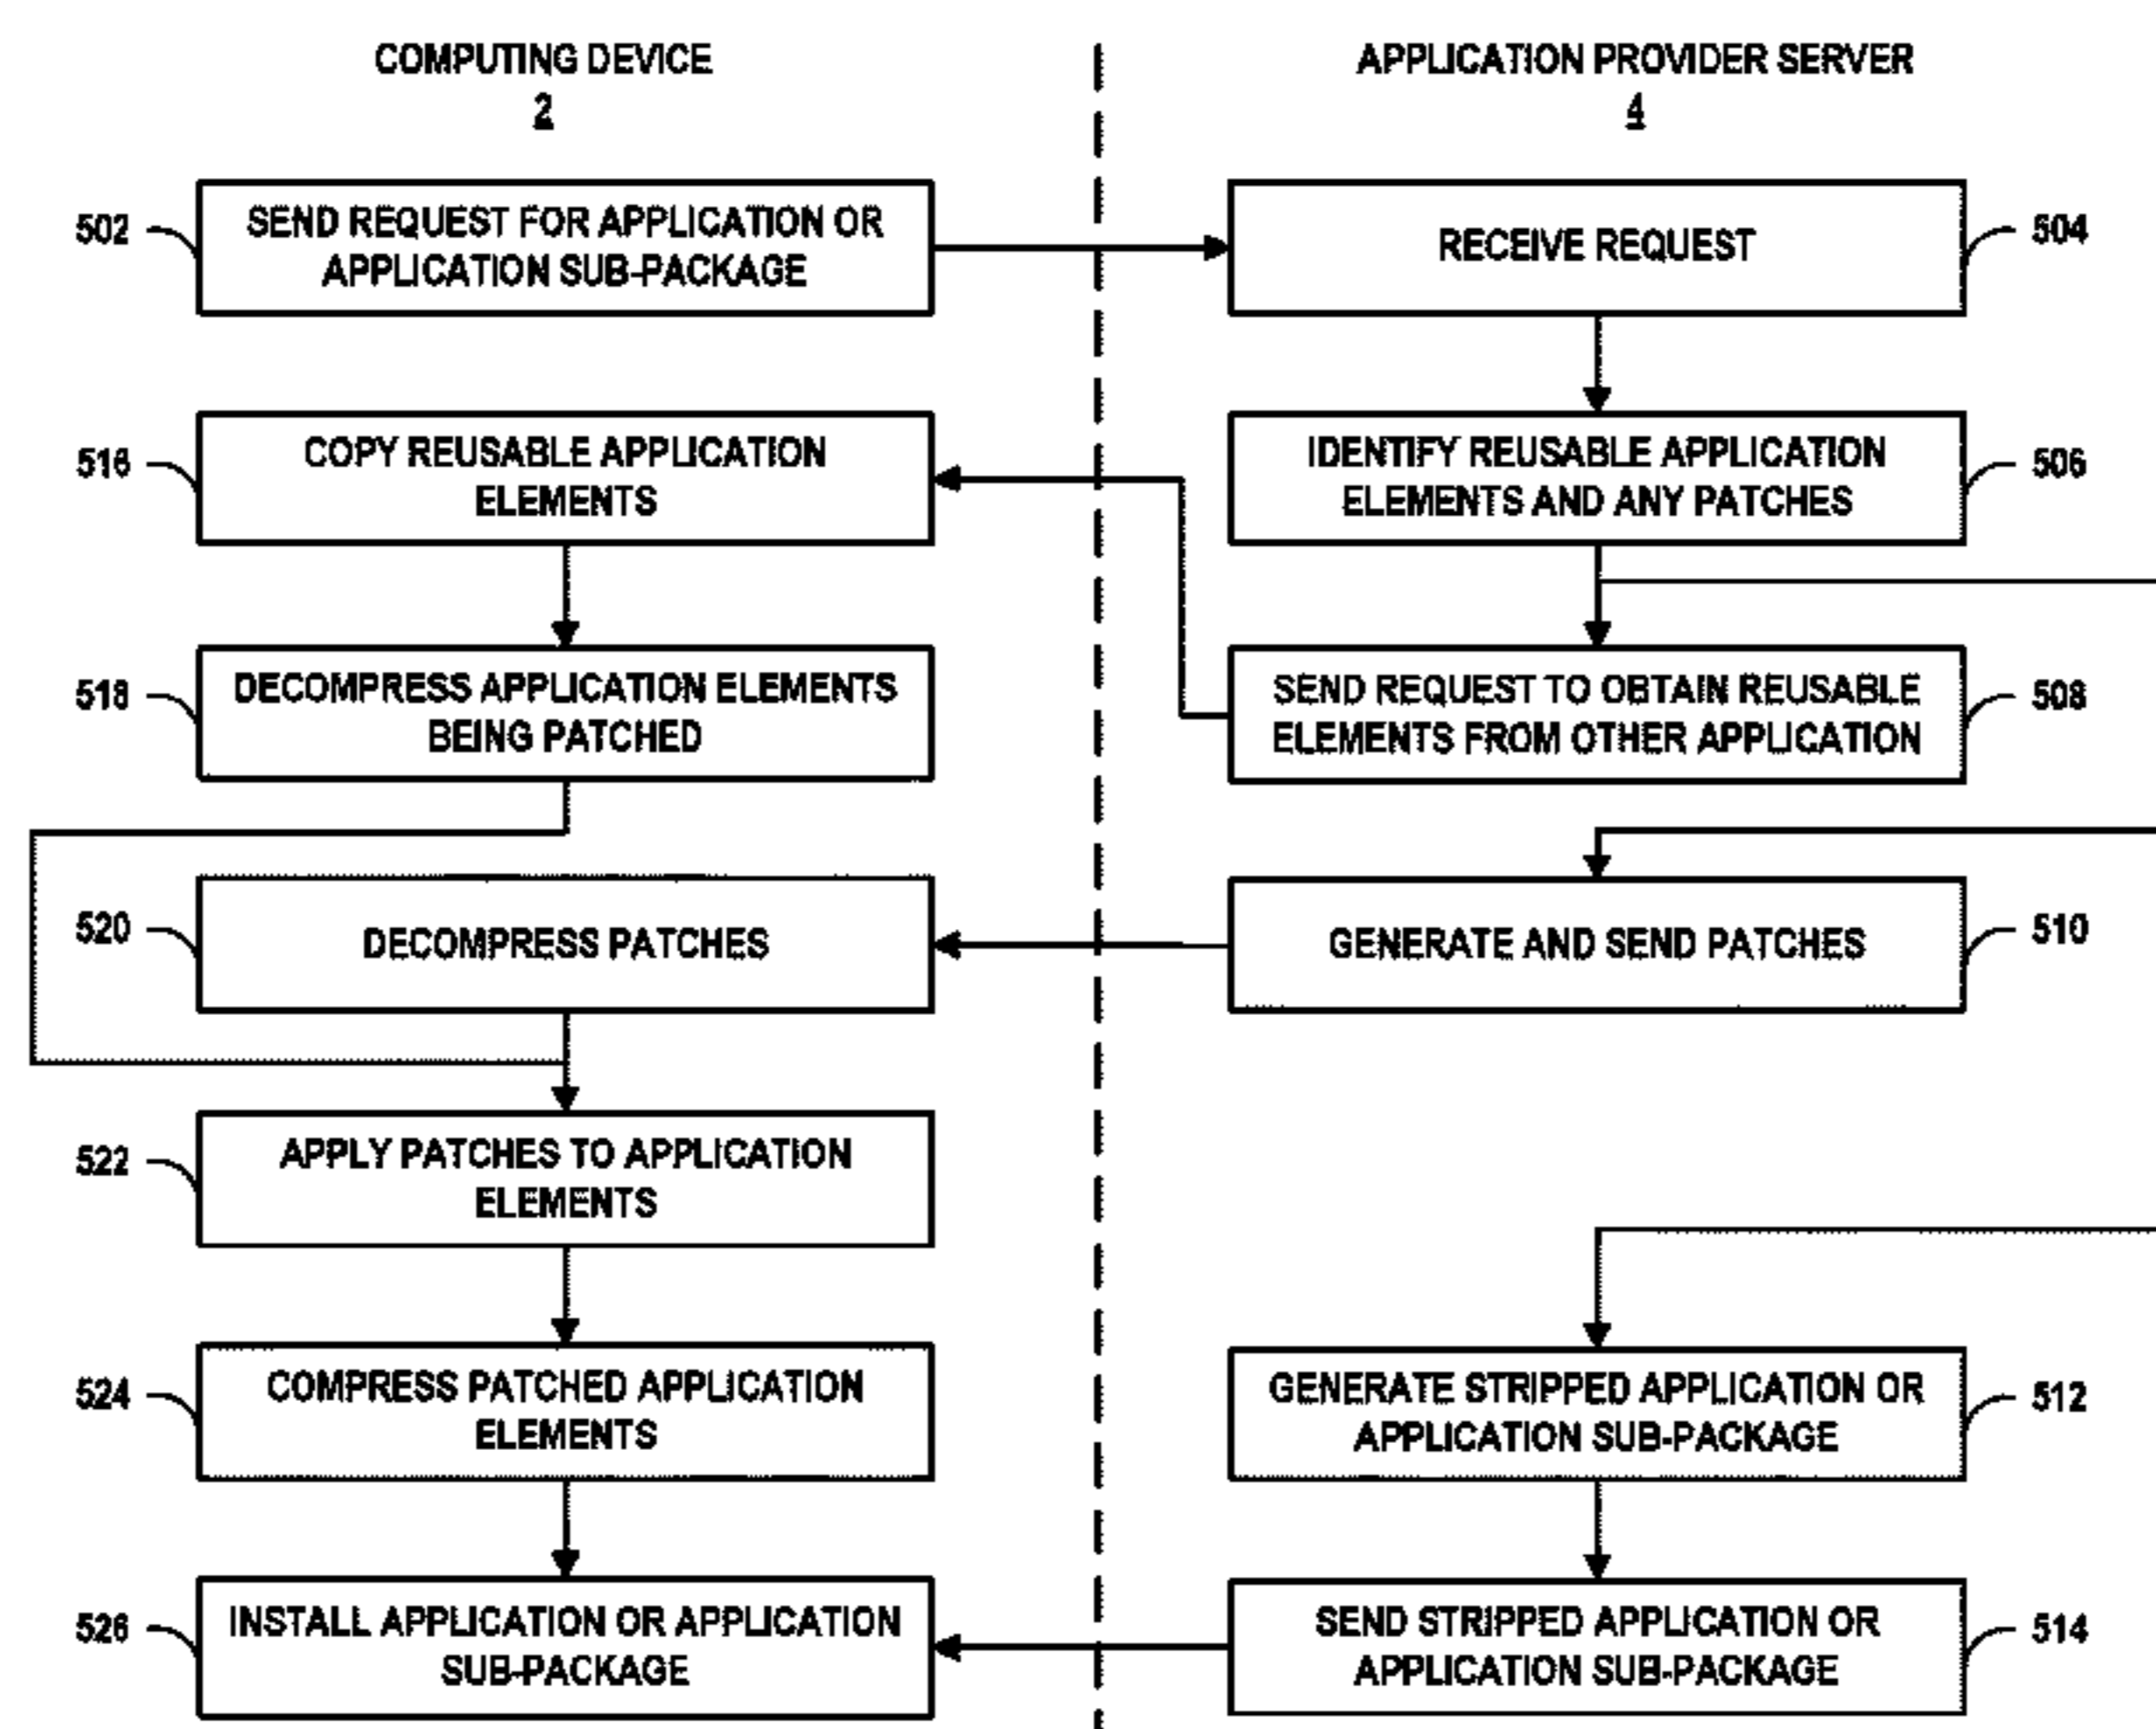 COMPUTING DEVICE
2
APPLICATION PROVIDER SERVER
4
502
SEND REQUEST FOR APPLICATION OR
APPLICATION SUB-PACKAGE
RECEIVE REQUEST
504
516
COPY REUSABLE APPLICATION
ELEMENTS
IDENTIFY REUSABLE APPLICATION
ELEMENTS AND ANY PATCHES
506
518
DECOMPRESS APPLICATION ELEMENTS
BEING PATCHED
SEND REQUEST TO OBTAIN REUSABLE
ELEMENTS FROM OTHER APPLICATION
508
520
DECOMPRESS PATCHES
GENERATE AND SEND PATCHES
510
522
APPLY PATCHES TO APPLICATION
ELEMENTS
524
COMPRESS PATCHED APPLICATION
ELEMENTS
GENERATE STRIPPED APPLICATION OR
APPLICATION SUB-PACKAGE
512
526
INSTALL APPLICATION OR APPLICATION
SUB-PACKAGE
SEND STRIPPED APPLICATION OR
APPLICATION SUB-PACKAGE
514